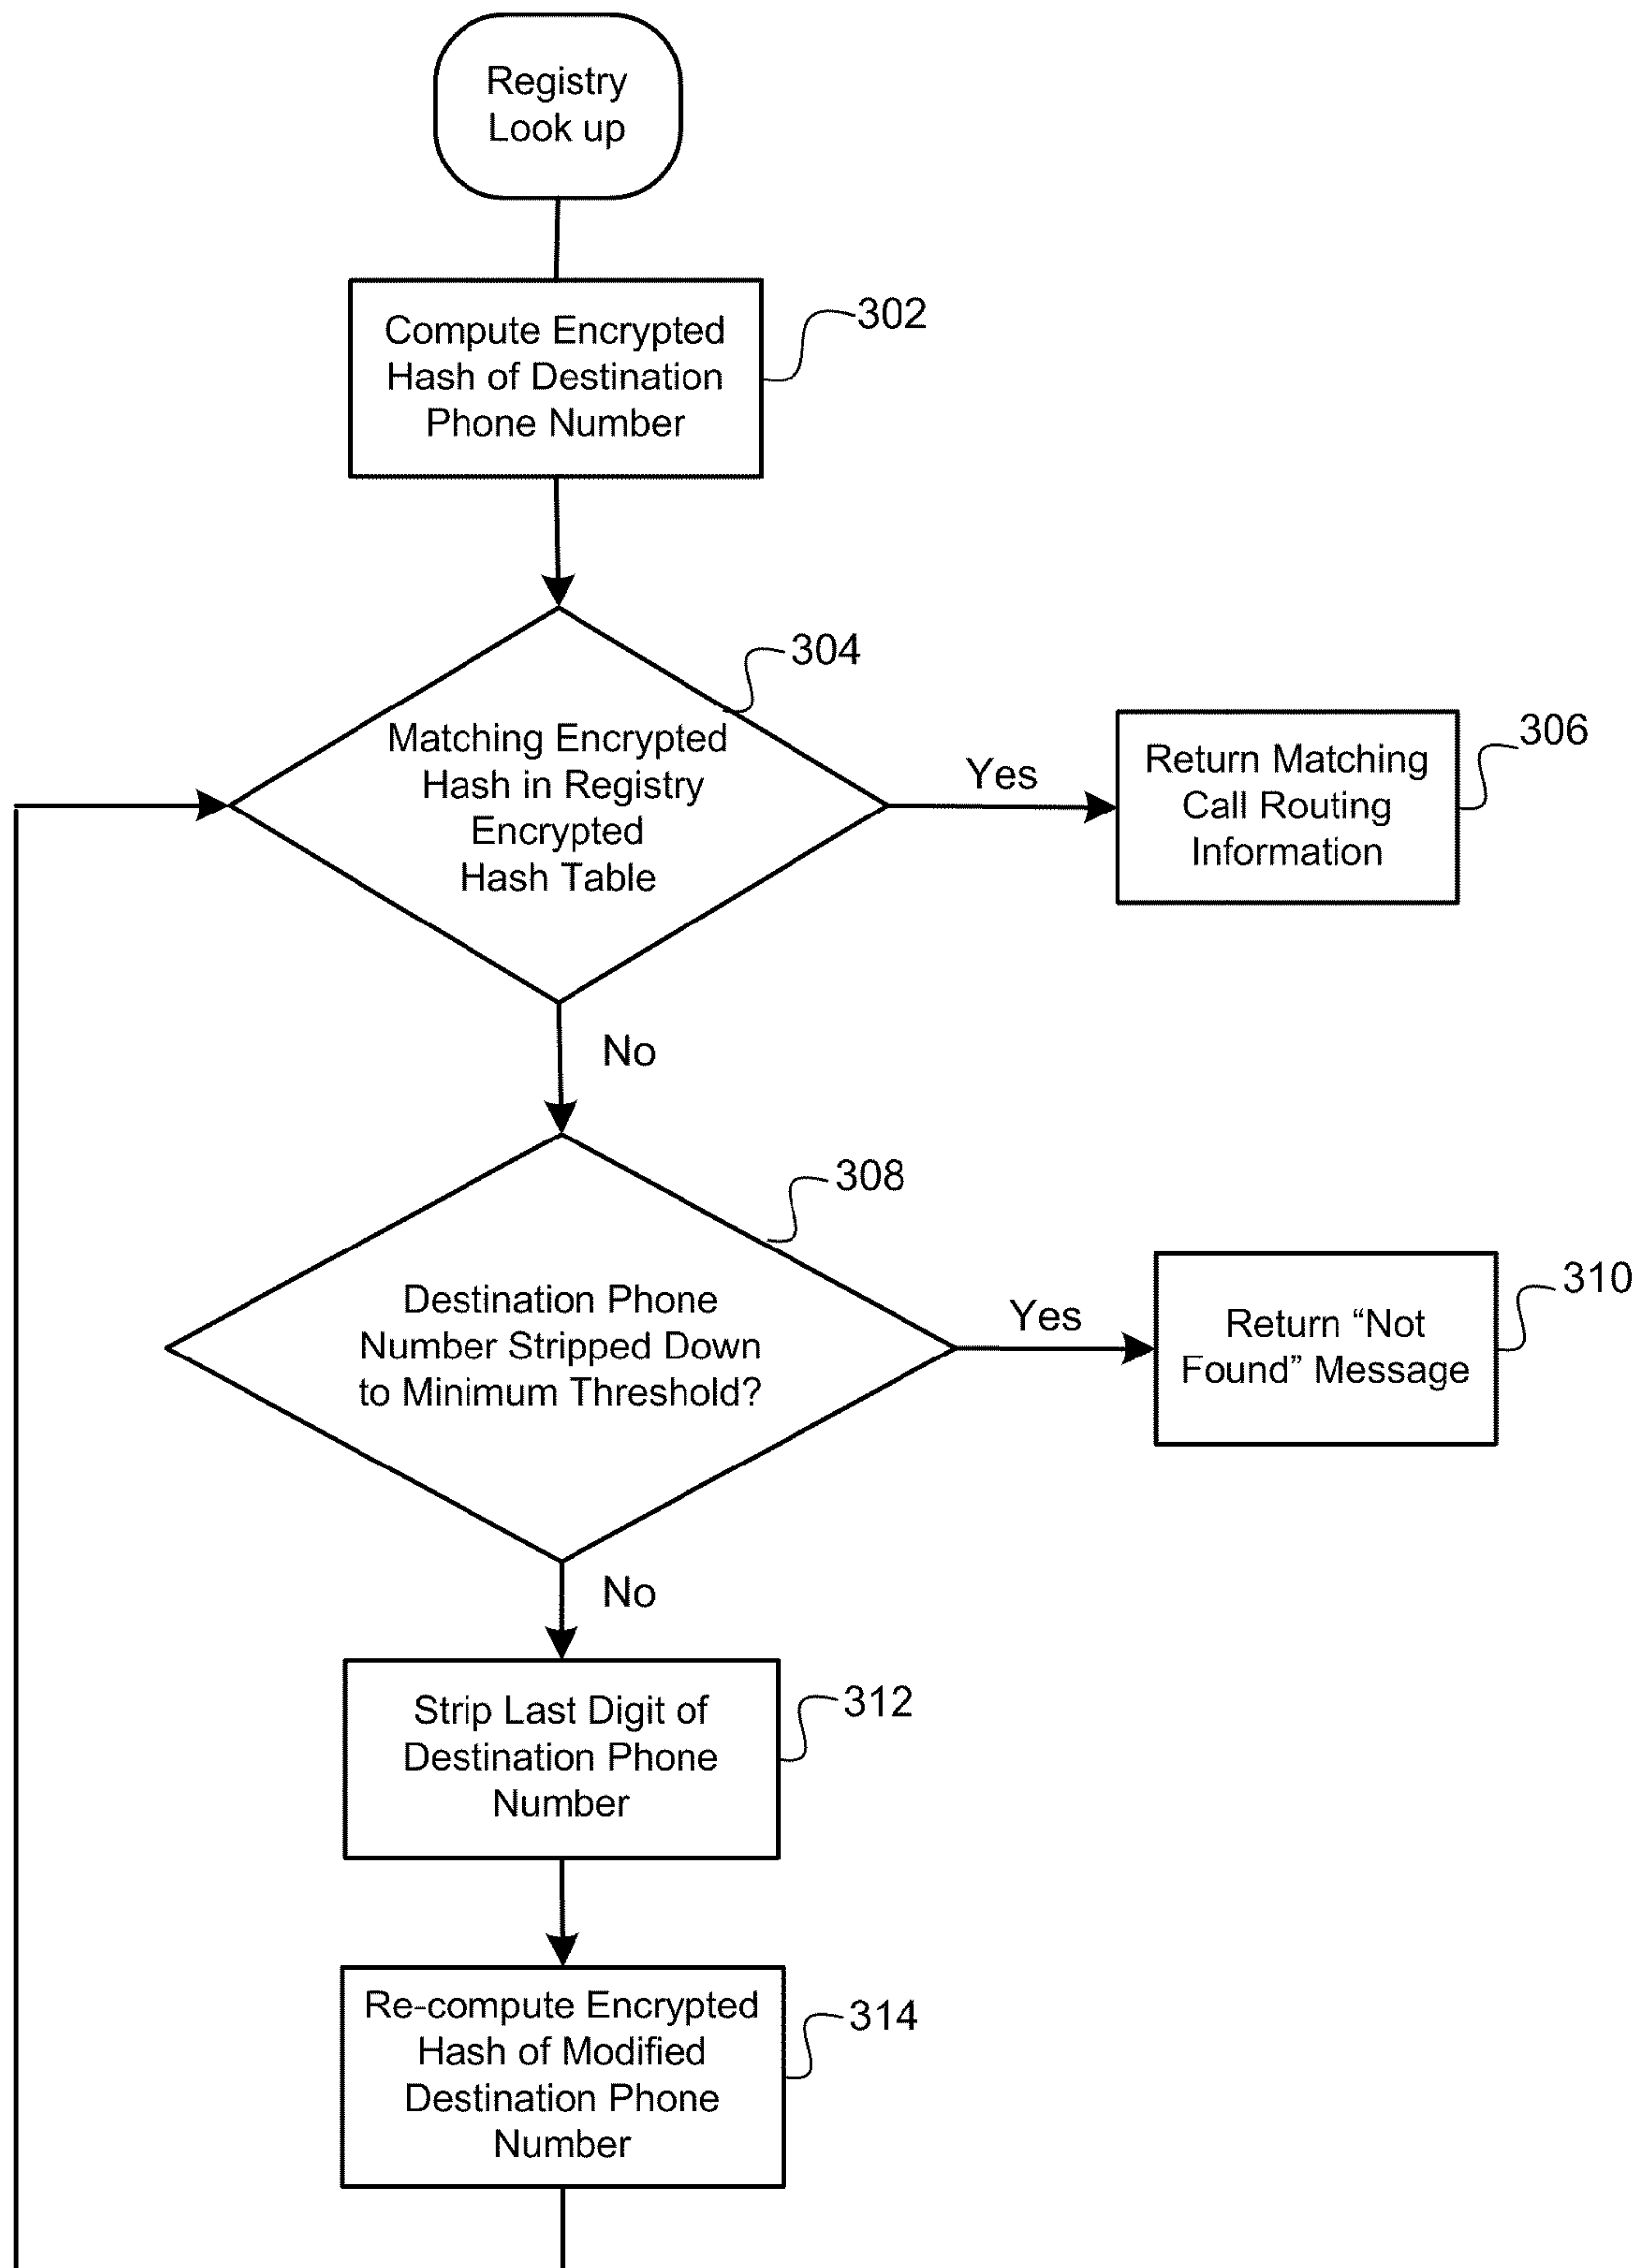 Registry
Look up
Compute Encrypted
Hash of Destination
Phone Number
302
304
Matching Encrypted
Hash in Registry
Encrypted
Hash Table
Yes
Return Matching
Call Routing
Information
306
No
308
Destination Phone
Number Stripped Down
to Minimum Threshold?
Yes
Return “Not
Found” Message
310
No
Strip Last Digit of
Destination Phone
Number
312
Re-compute Encrypted
Hash of Modified
Destination Phone
Number
314